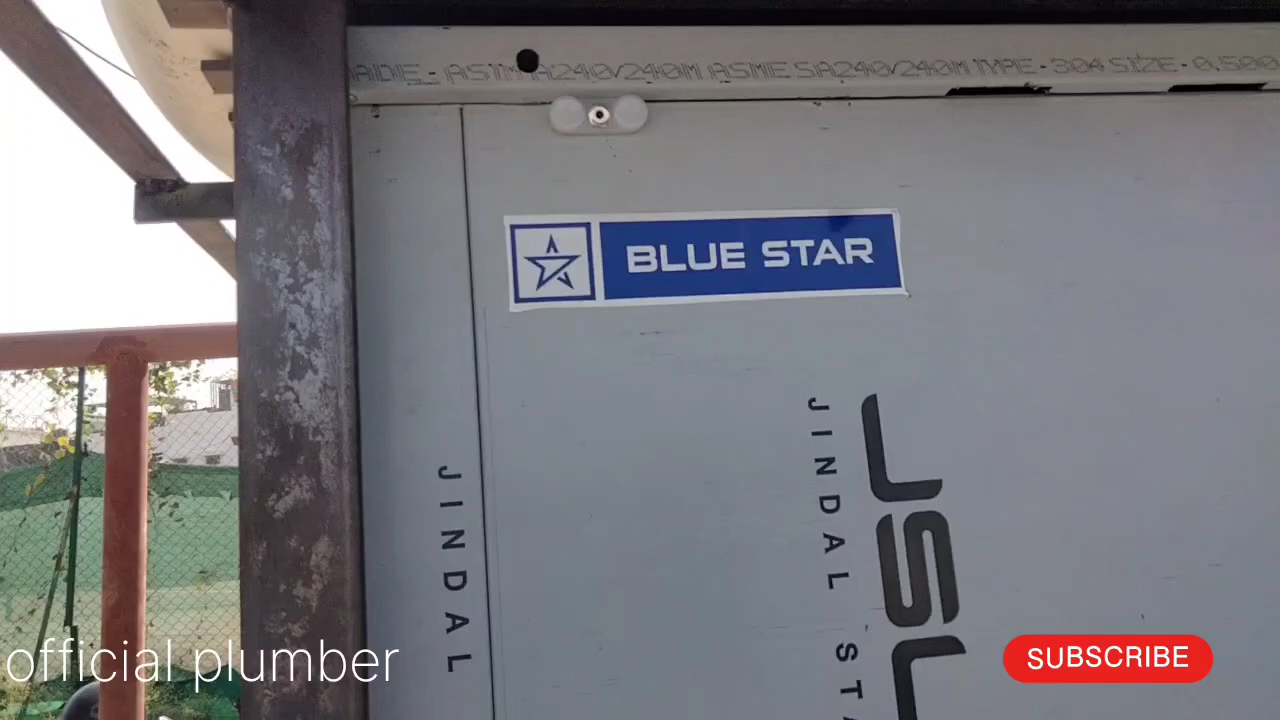 ASTM A240/240M ASME SA240/240M TYPE - 304 SIZE - 0.500
BLUE STAR
JINDAL
JINDAL
JSL
official plumber
SUBSCRIBE